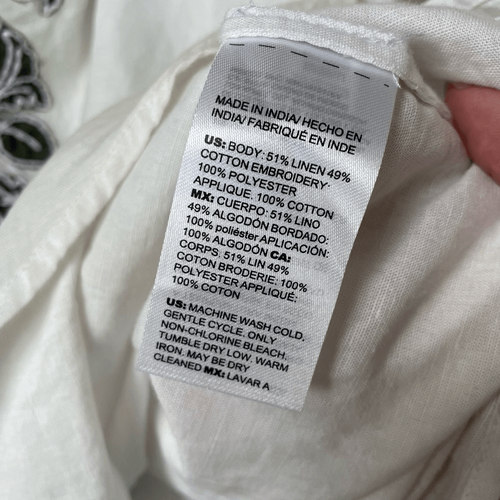 MADE IN INDIA/ HECHO EN
INDIA/ FABRIQUÉ EN INDE
US: BODY: 51% LINEN 49%
COTTON EMBROIDERY:
100% POLYESTER
APPLIQUE. 100% COTTON
MX: CUERPO: 51% LINO
49% ALGODÓN BORDADO:
100% poliéster APLICACIÓN:
100% ALGODÓN CA:
CORPS. 51% LIN 49%
COTON BRODERIE: 100%
POLYESTER APPLIQUÉ:
100% COTON
US: MACHINE WASH COLD,
GENTLE CYCLE. ONLY
NON-CHLORINE BLEACH.
TUMBLE DRY LOW. WARM
IRON. MAY BE DRY
CLEANED MX: LAVAR A